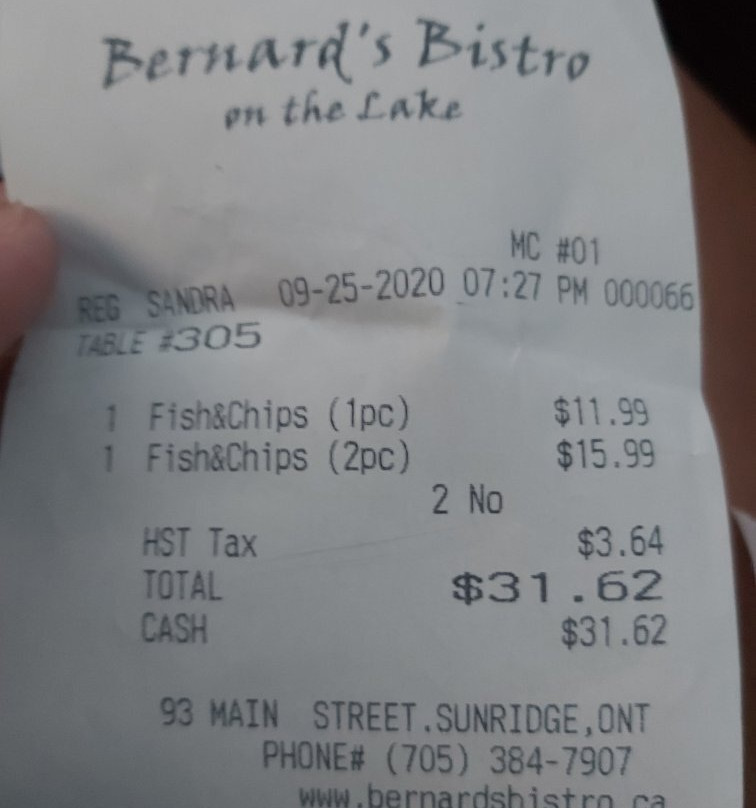 Bernard's Bistro
on the Lake
MC #01
REG SANDRA 09-25-2020 07:27 PM 000066
TABLE #305
1 Fish&Chips (1pc) $11.99
1 Fish&Chips (2pc) $15.99
2 No
HST Tax $3.64
TOTAL $31.62
CASH $31.62
93 MAIN STREET.SUNRIDGE,ONT
PHONE# (705) 384-7907
www.bernardsbistro.ca